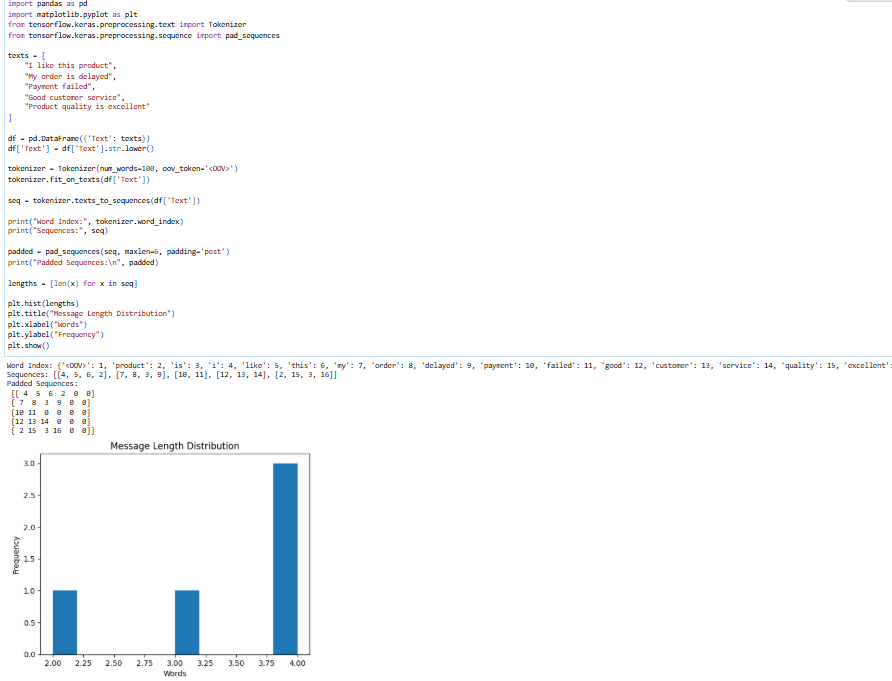 import pandas as pd
import matplotlib.pyplot as plt
from tensorflow.keras.preprocessing.text import Tokenizer
from tensorflow.keras.preprocessing.sequence import pad_sequences
texts = [
"I like this product",
"My order is delayed",
"Payment failed",
"Good customer service",
"Product quality is excellent"
]
df = pd.DataFrame({'Text': texts})
df['Text'] = df['Text'].str.lower()
tokenizer = Tokenizer(num_words=100, oov_token='<OOV>')
tokenizer.fit_on_texts(df['Text'])
seq = tokenizer.texts_to_sequences(df['Text'])
print("Word Index:", tokenizer.word_index)
print("Sequences:", seq)
padded = pad_sequences(seq, maxlen=6, padding='post')
print("Padded Sequences:\n", padded)
lengths = [len(x) for x in seq]
plt.hist(lengths)
plt.title("Message Length Distribution")
plt.xlabel("Words")
plt.ylabel("Frequency")
plt.show()
Word Index: {'<OOV>': 1, 'product': 2, 'is': 3, 'i': 4, 'like': 5, 'this': 6, 'my': 7, 'order': 8, 'delayed': 9, 'payment': 10, 'failed': 11, 'good': 12, 'customer': 13, 'service': 14, 'quality': 15, 'excellent':
Sequences: [[4, 5, 6, 2], [7, 8, 3, 9], [10, 11], [12, 13, 14], [2, 15, 3, 16]]
Padded Sequences:
[[ 4 5 6 2 0 0]
[ 7 8 3 9 0 0]
[10 11 0 0 0 0]
[12 13 14 0 0 0]
[ 2 15 3 16 0 0]]
Message Length Distribution
3.0
2.5
2.0
1.5
1.0
0.5
0.0
Frequency
2.00 2.25 2.50 2.75 3.00 3.25 3.50 3.75 4.00
Words